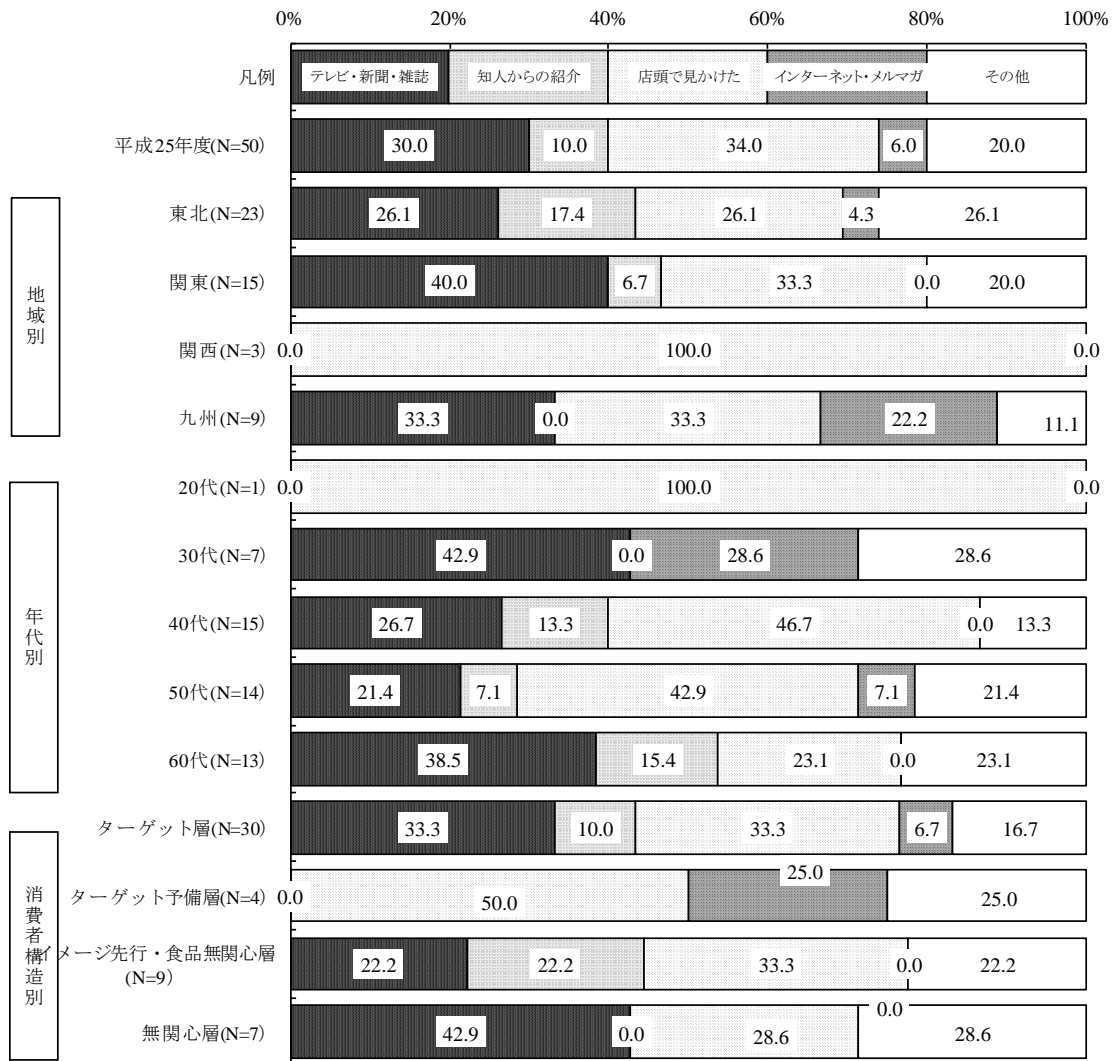 0% 20% 40% 60% 80% 100%
凡例 テレビ・新聞・雑誌 知人からの紹介 店頭で見かけた インターネット・メルマガ その他
平成25年度(N=50) 30.0 10.0 34.0 6.0 20.0
地域別
東北(N=23) 26.1 17.4 26.1 4.3 26.1
関東(N=15) 40.0 6.7 33.3 0.0 20.0
関西(N=3) 0.0 100.0 0.0
九州(N=9) 33.3 0.0 33.3 22.2 11.1
年代別
20代(N=1) 0.0 100.0 0.0
30代(N=7) 42.9 0.0 28.6 28.6
40代(N=15) 26.7 13.3 46.7 0.0 13.3
50代(N=14) 21.4 7.1 42.9 7.1 21.4
60代(N=13) 38.5 15.4 23.1 0.0 23.1
消費者構造別
ターゲット層(N=30) 33.3 10.0 33.3 6.7 16.7
ターゲット予備層(N=4) 0.0 50.0 25.0 25.0
イメージ先行・食品無関心層
(N=9) 22.2 22.2 33.3 0.0 22.2
無関心層(N=7) 42.9 0.0 28.6 0.0 28.6